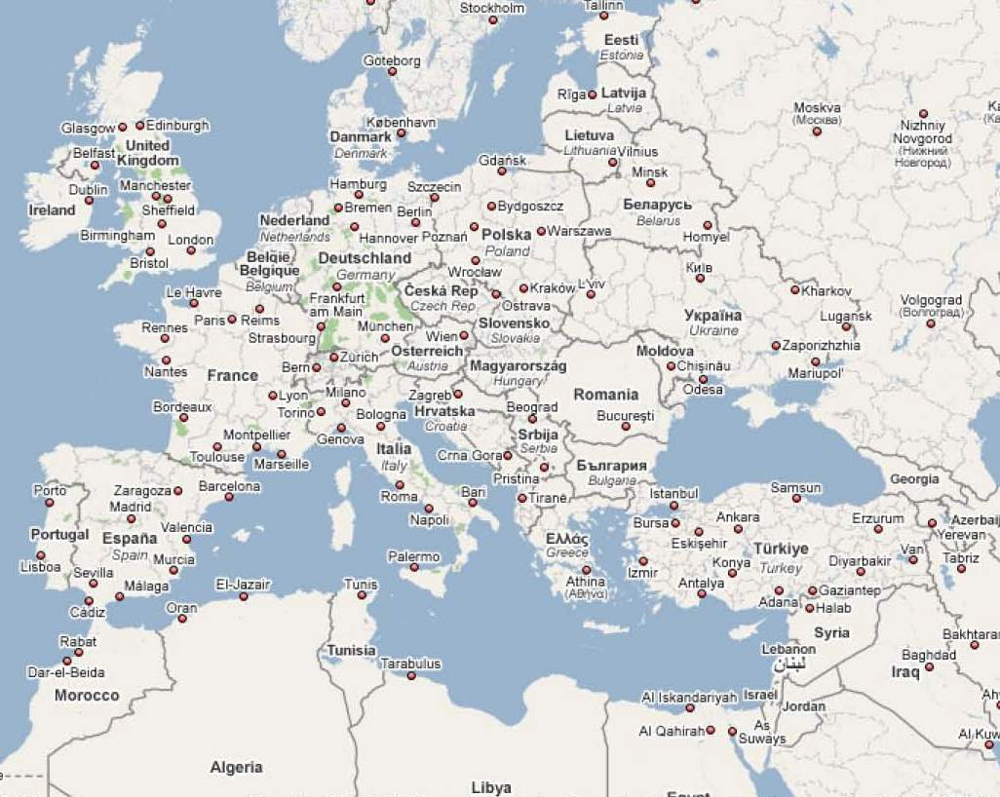 Stockholm
Tallinn
Eesti
Estonia
Göteborg
Rīga
Latvija
Latvia
Moskva
(Москва)
Nizhniy
Novgorod
(Нижний
Новгород)
Glasgow
Edinburgh
København
Danmark
Denmark
Lietuva
Lithuania
Vilnius
Belfast
United
Kingdom
Gdańsk
Minsk
Dublin
Manchester
Hamburg
Szczecin
Ireland
Sheffield
Bremen
Berlin
Bydgoszcz
Беларусь
Belarus
Nederland
Netherlands
Birmingham
London
Hannover
Poznań
Polska
Poland
Warszawa
Homyel
Bristol
België
Belgique
Belgium
Deutschland
Germany
Wrocław
Київ
Le Havre
Frankfurt
am Main
Česká Rep
Czech Rep
Kraków
L'viv
Kharkov
Ostrava
Volgograd
(Волгоград)
Rennes
Paris
Reims
Strasbourg
München
Wien
Slovensko
Slovakia
Україна
Ukraine
Lugansk
Zürich
Österreich
Austria
Moldova
Zaporizhzhia
Nantes
France
Bern
Magyarország
Hungary
Chişinău
Mariupol'
Odesa
Lyon
Milano
Zagreb
Romania
Bordeaux
Torino
Bologna
Hrvatska
Croatia
Beograd
Bucureşti
Montpellier
Genova
Srbija
Serbia
Toulouse
Marseille
Italia
Italy
Crna Gora
България
Bulgaria
Pristina
Georgia
Porto
Zaragoza
Barcelona
Roma
Bari
Tiranë
Istanbul
Samsun
Madrid
Napoli
Bursa
Ankara
Erzurum
Azerbaij
Yerevan
Portugal
España
Spain
Valencia
Ελλάς
Greece
Eskişehir
Türkiye
Turkey
Van
Tabriz
Lisboa
Murcia
Palermo
Izmir
Konya
Diyarbakir
Sevilla
Málaga
El-Jazair
Tunis
Athina
(Αθήνα)
Antalya
Adana
Gaziantep
Cádiz
Oran
Halab
Syria
Bakhtaran
Rabat
Tunisia
Lebanon
لبنان
Baghdad
Dar-el-Beida
Tarabulus
Iraq
Morocco
Al Iskandariyah
Israel
Jordan
Al Qahirah
As
Suways
Al Kuw
Algeria
Libya
Egypt